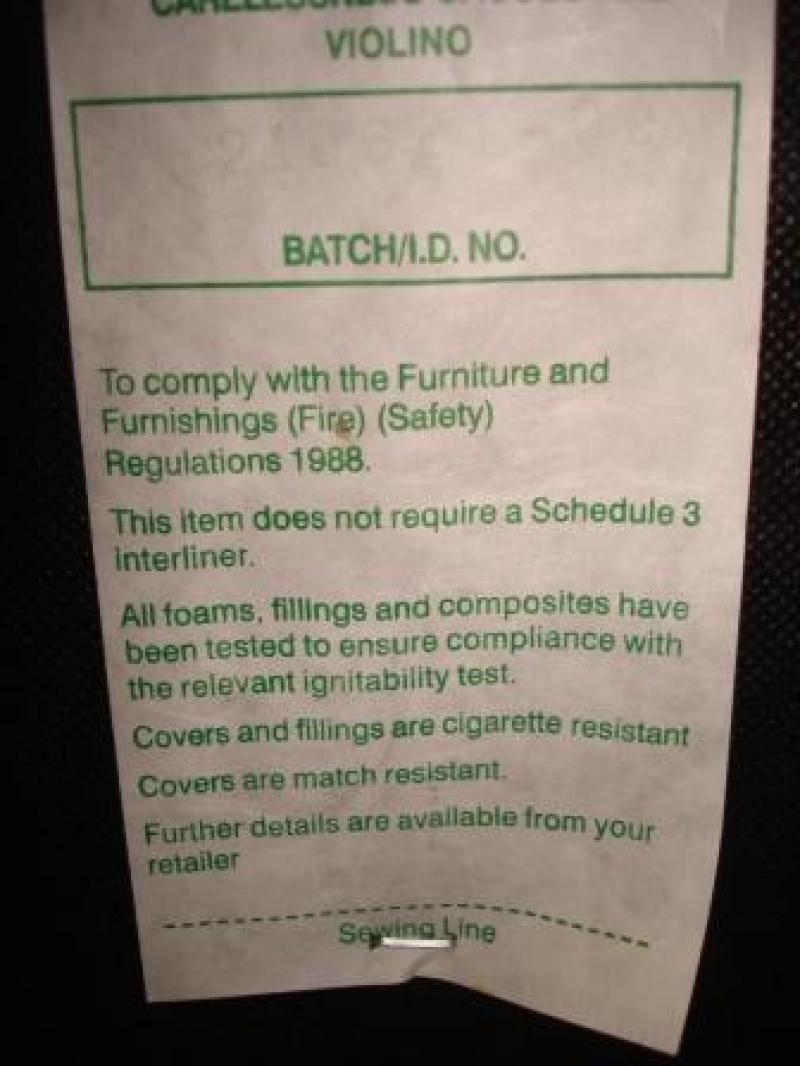 CARELESSNESS CAUSES FIRE
VIOLINO
BATCH/I.D. NO.
To comply with the Furniture and
Furnishings (Fire) (Safety)
Regulations 1988.
This item does not require a Schedule 3
interliner.
All foams, fillings and composites have
been tested to ensure compliance with
the relevant ignitability test.
Covers and fillings are cigarette resistant
Covers are match resistant.
Further details are available from your
retailer
Sewing Line